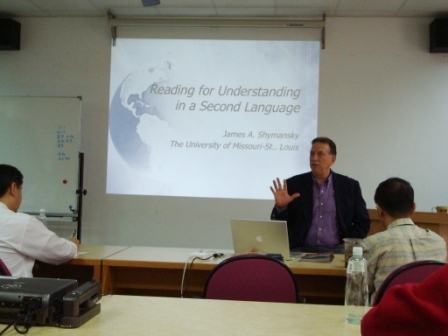 Reading for Understanding
in a Second Language
James A. Shymansky
The University of Missouri-St.. Louis